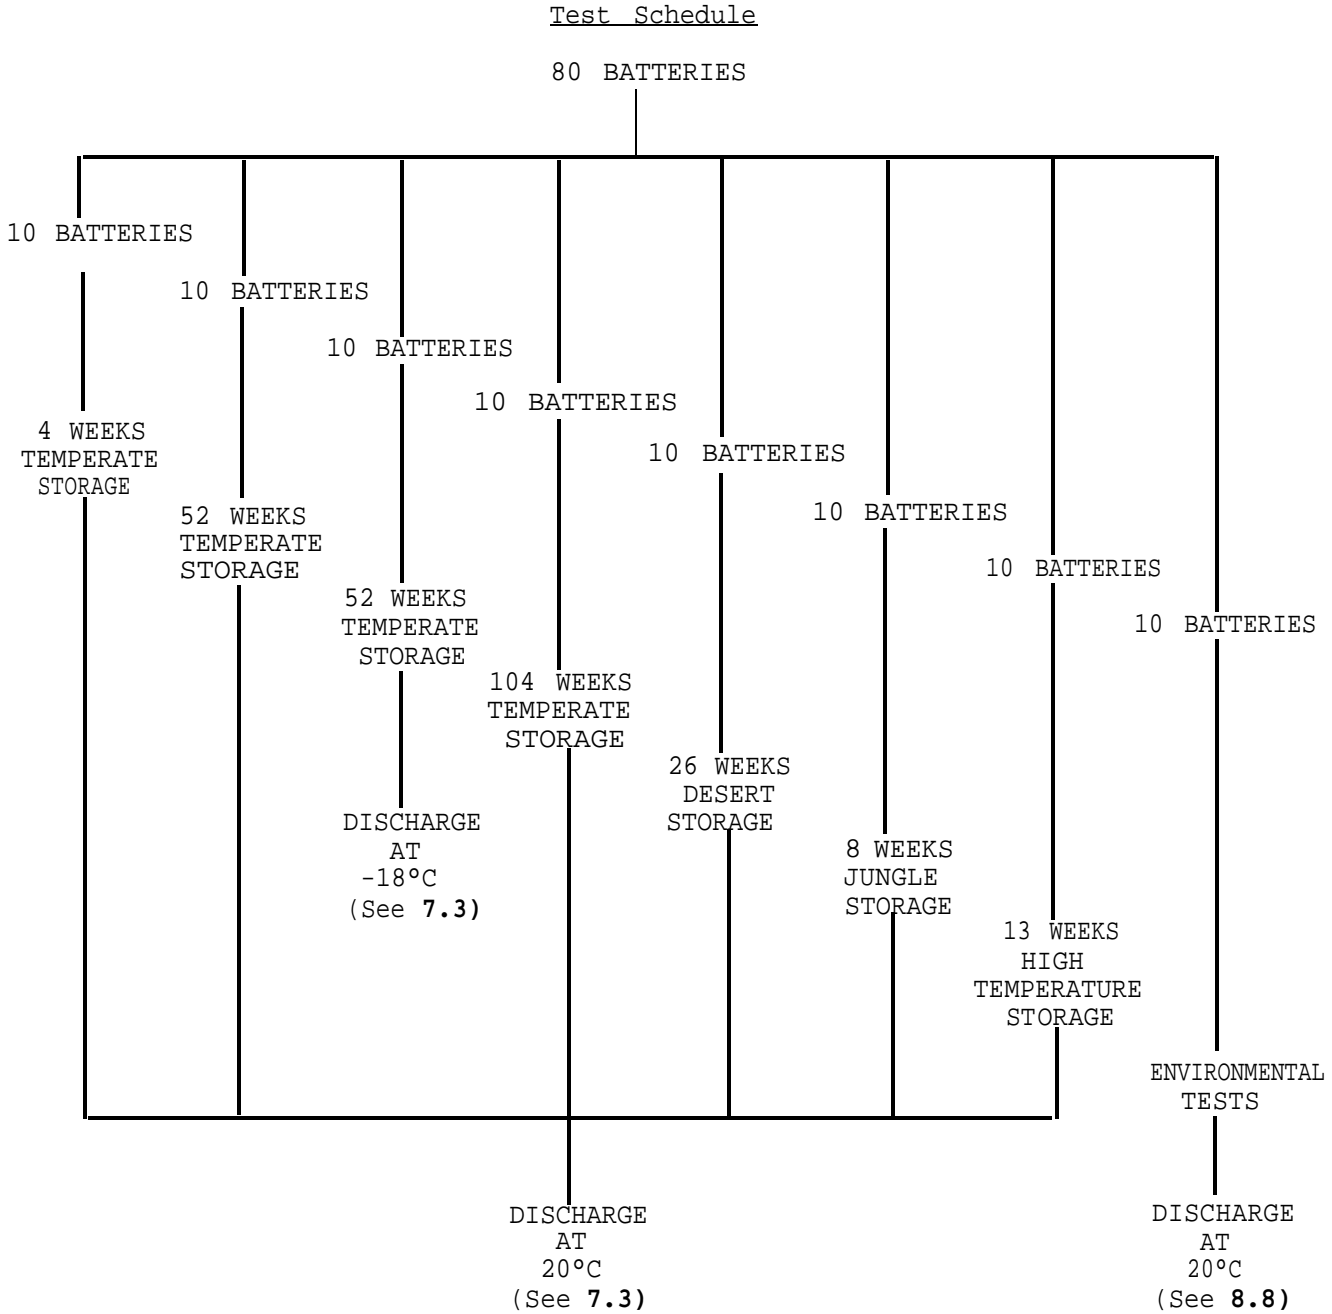 Test Schedule
80 BATTERIES
10 BATTERIES
10 BATTERIES
10 BATTERIES
10 BATTERIES
10 BATTERIES
10 BATTERIES
10 BATTERIES
10 BATTERIES
4 WEEKS
TEMPERATE
STORAGE
52 WEEKS
TEMPERATE
STORAGE
52 WEEKS
TEMPERATE
STORAGE
DISCHARGE
AT
-18°C
(See 7.3)
104 WEEKS
TEMPERATE
STORAGE
26 WEEKS
DESERT
STORAGE
8 WEEKS
JUNGLE
STORAGE
13 WEEKS
HIGH
TEMPERATURE
STORAGE
ENVIRONMENTAL
TESTS
DISCHARGE
AT
20°C
(See 7.3)
DISCHARGE
AT
20°C
(See 8.8)